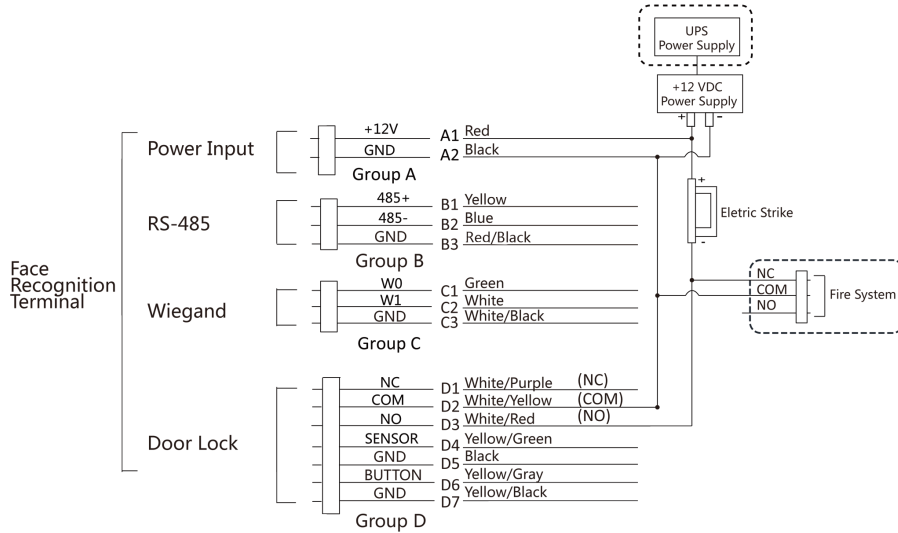 UPS
Power Supply
+12 VDC
Power Supply
+ -
Power Input
+12V A1 Red
GND A2 Black
Group A
+
Eletric Strike
-
RS-485
485+ B1 Yellow
485- B2 Blue
GND B3 Red/Black
Group B
Face
Recognition
Terminal
Wiegand
W0 C1 Green
W1 C2 White
GND C3 White/Black
Group C
NC
COM
NO
Fire System
Door Lock
NC D1 White/Purple (NC)
COM D2 White/Yellow (COM)
NO D3 White/Red (NO)
SENSOR D4 Yellow/Green
GND D5 Black
BUTTON D6 Yellow/Gray
GND D7 Yellow/Black
Group D